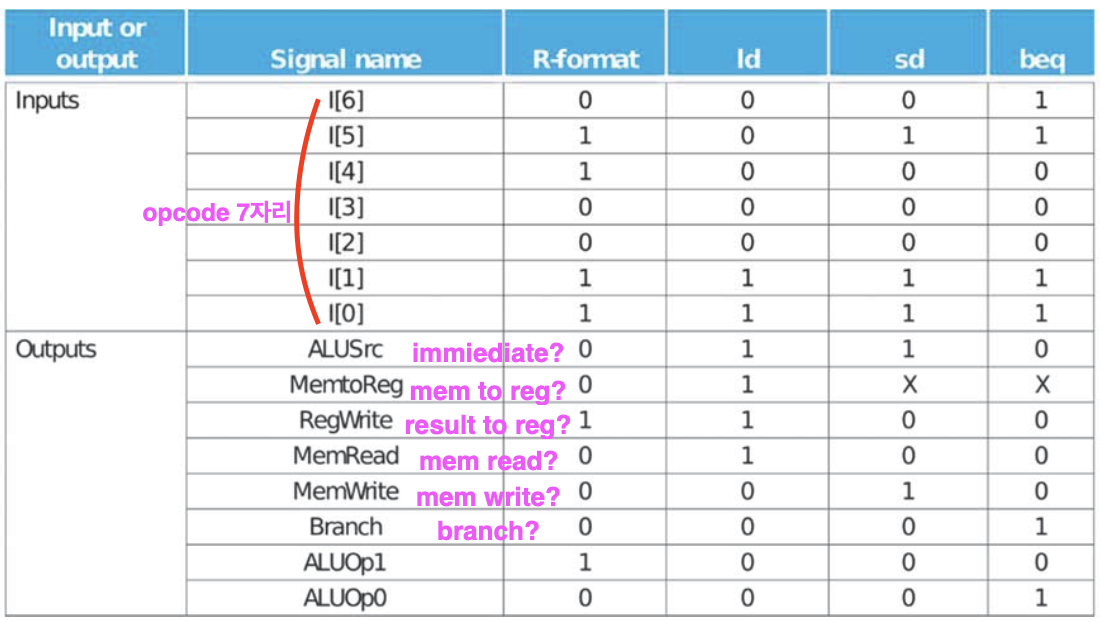 Input or output Signal name R-format ld sd beq
Inputs I[6] 0 0 0 1
I[5] 1 0 1 1
I[4] 1 0 0 0
opcode 7자리 I[3] 0 0 0 0
I[2] 0 0 0 0
I[1] 1 1 1 1
I[0] 1 1 1 1
Outputs ALUSrc immiediate? 0 1 1 0
MemtoReg mem to reg? 0 1 X X
RegWrite result to reg? 1 1 0 0
MemRead mem read? 0 1 0 0
MemWrite mem write? 0 0 1 0
Branch branch? 0 0 0 1
ALUOp1 1 0 0 0
ALUOp0 0 0 0 1